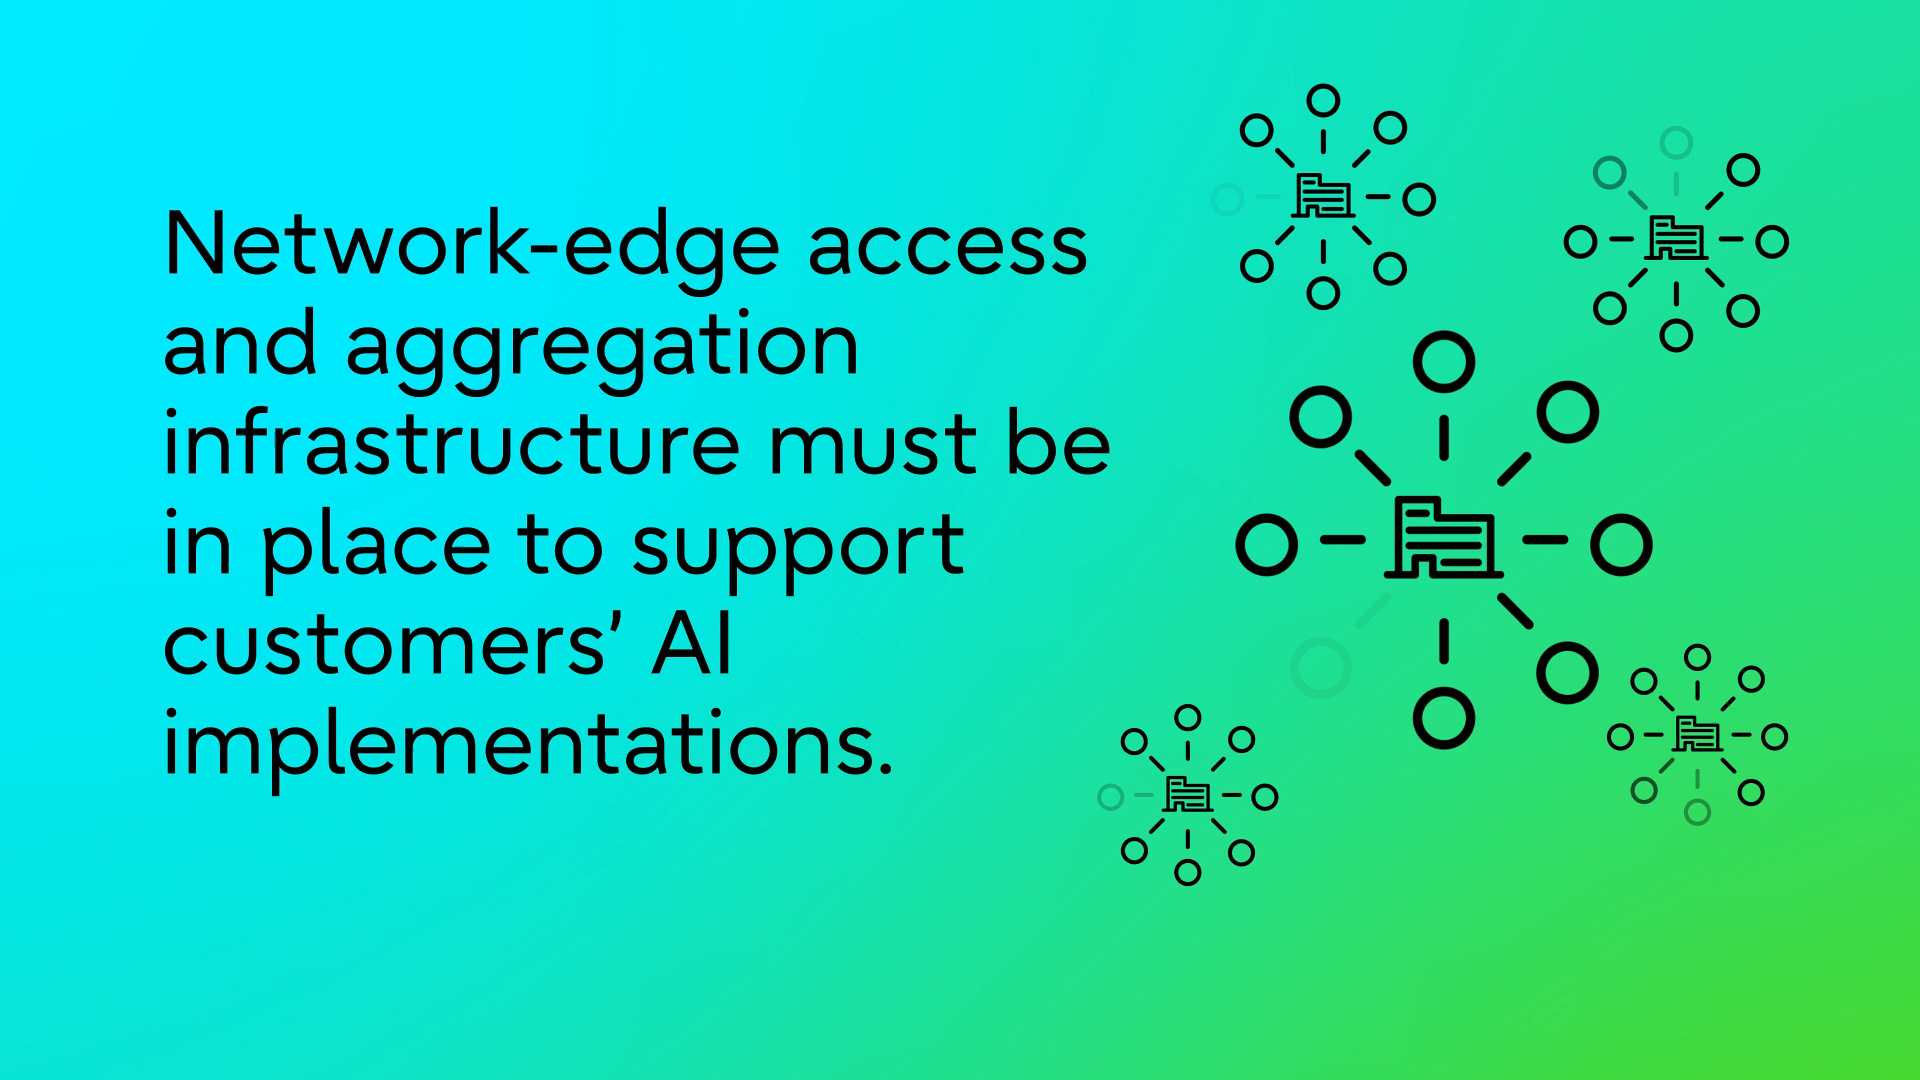 Network-edge access
and aggregation
infrastructure must be
in place to support
customers’ AI
implementations.